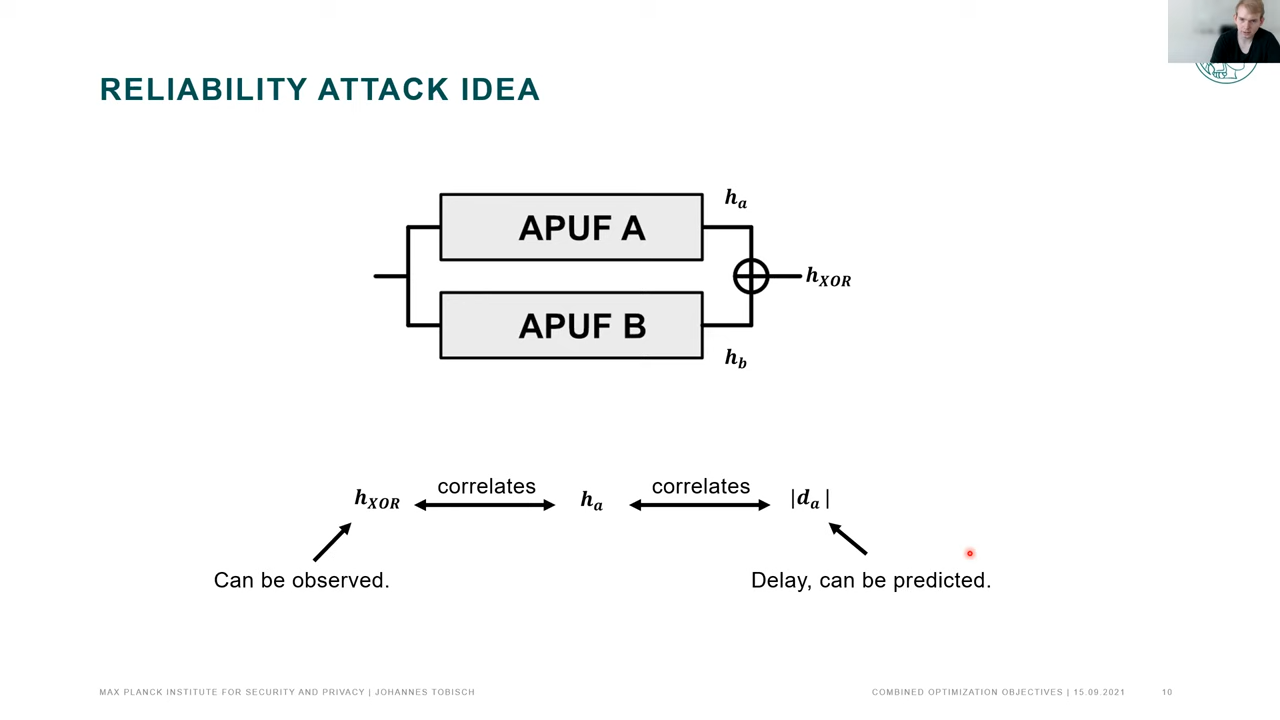 RELIABILITY ATTACK IDEA
h_a
APUF A
h_XOR
APUF B
h_b
h_XOR correlates h_a correlates |d_a|
Can be observed.
Delay, can be predicted.
MAX PLANCK INSTITUTE FOR SECURITY AND PRIVACY | JOHANNES TOBISCH
COMBINED OPTIMIZATION OBJECTIVES | 15.09.2021 10